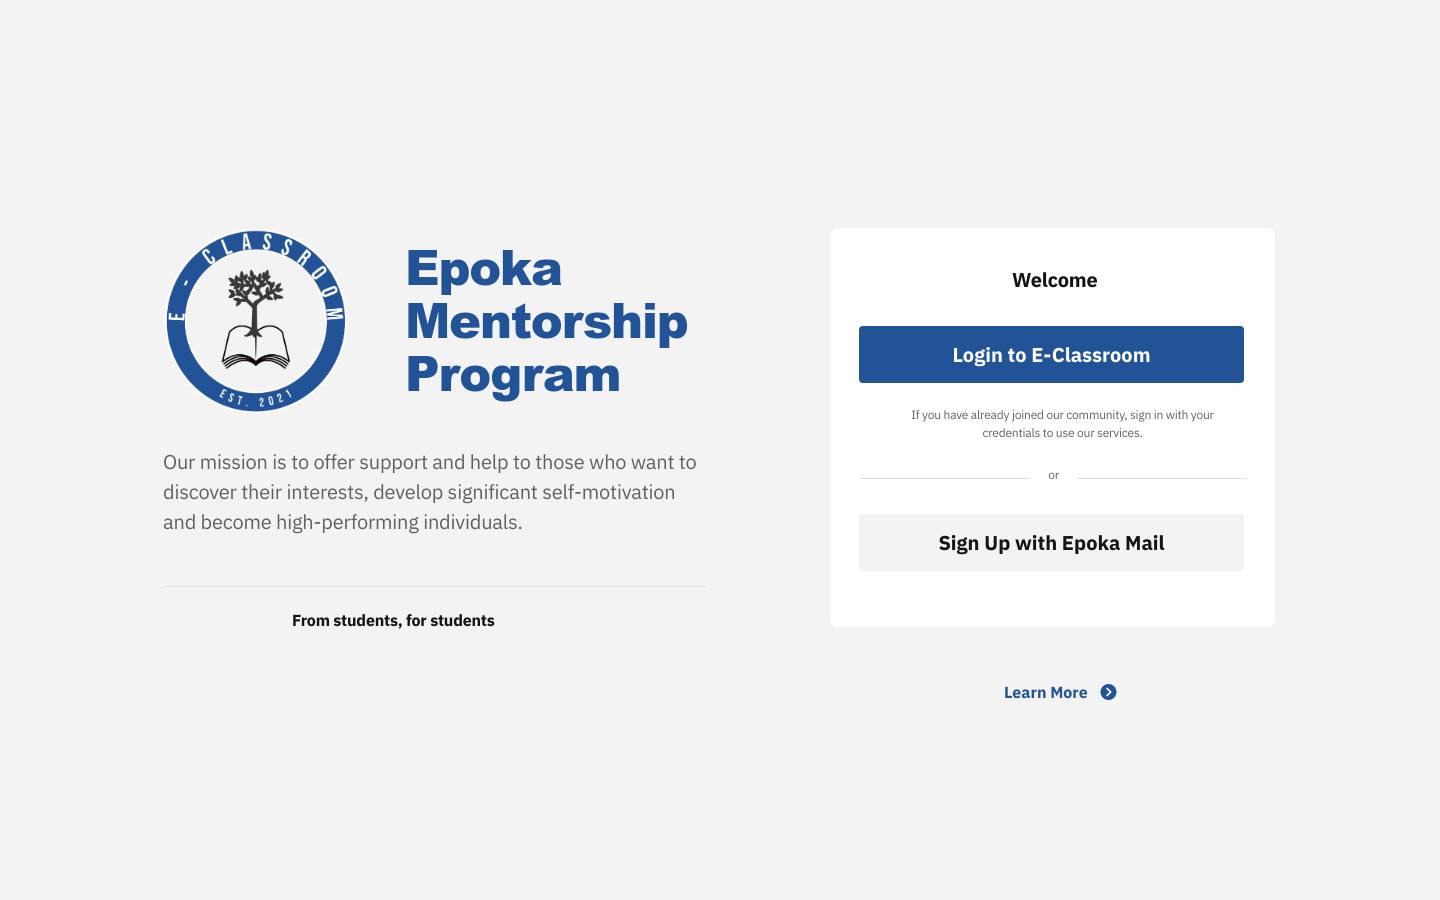 E - CLASSROOM
EST. 2021
Epoka
Mentorship
Program
Our mission is to offer support and help to those who want to
discover their interests, develop significant self-motivation
and become high-performing individuals.
From students, for students
Welcome
Login to E-Classroom
If you have already joined our community, sign in with your
credentials to use our services.
or
Sign Up with Epoka Mail
Learn More